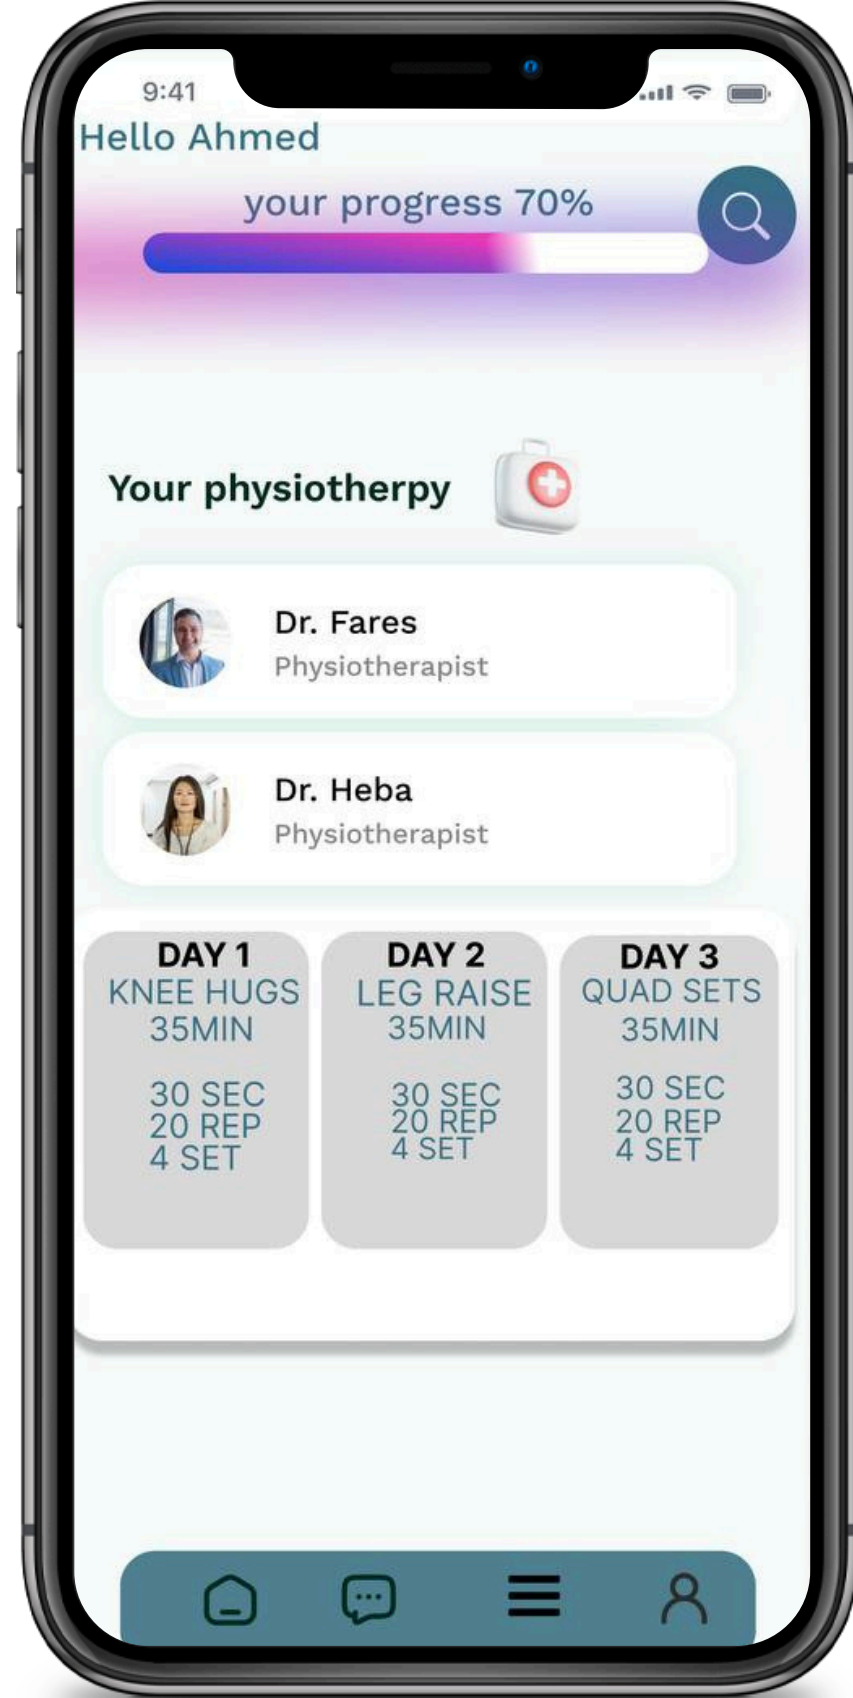 9:41
Hello Ahmed
your progress 70%
Your physiotherpy
Dr. Fares
Physiotherapist
Dr. Heba
Physiotherapist
DAY 1
KNEE HUGS
35MIN
30 SEC
20 REP
4 SET
DAY 2
LEG RAISE
35MIN
30 SEC
20 REP
4 SET
DAY 3
QUAD SETS
35MIN
30 SEC
20 REP
4 SET